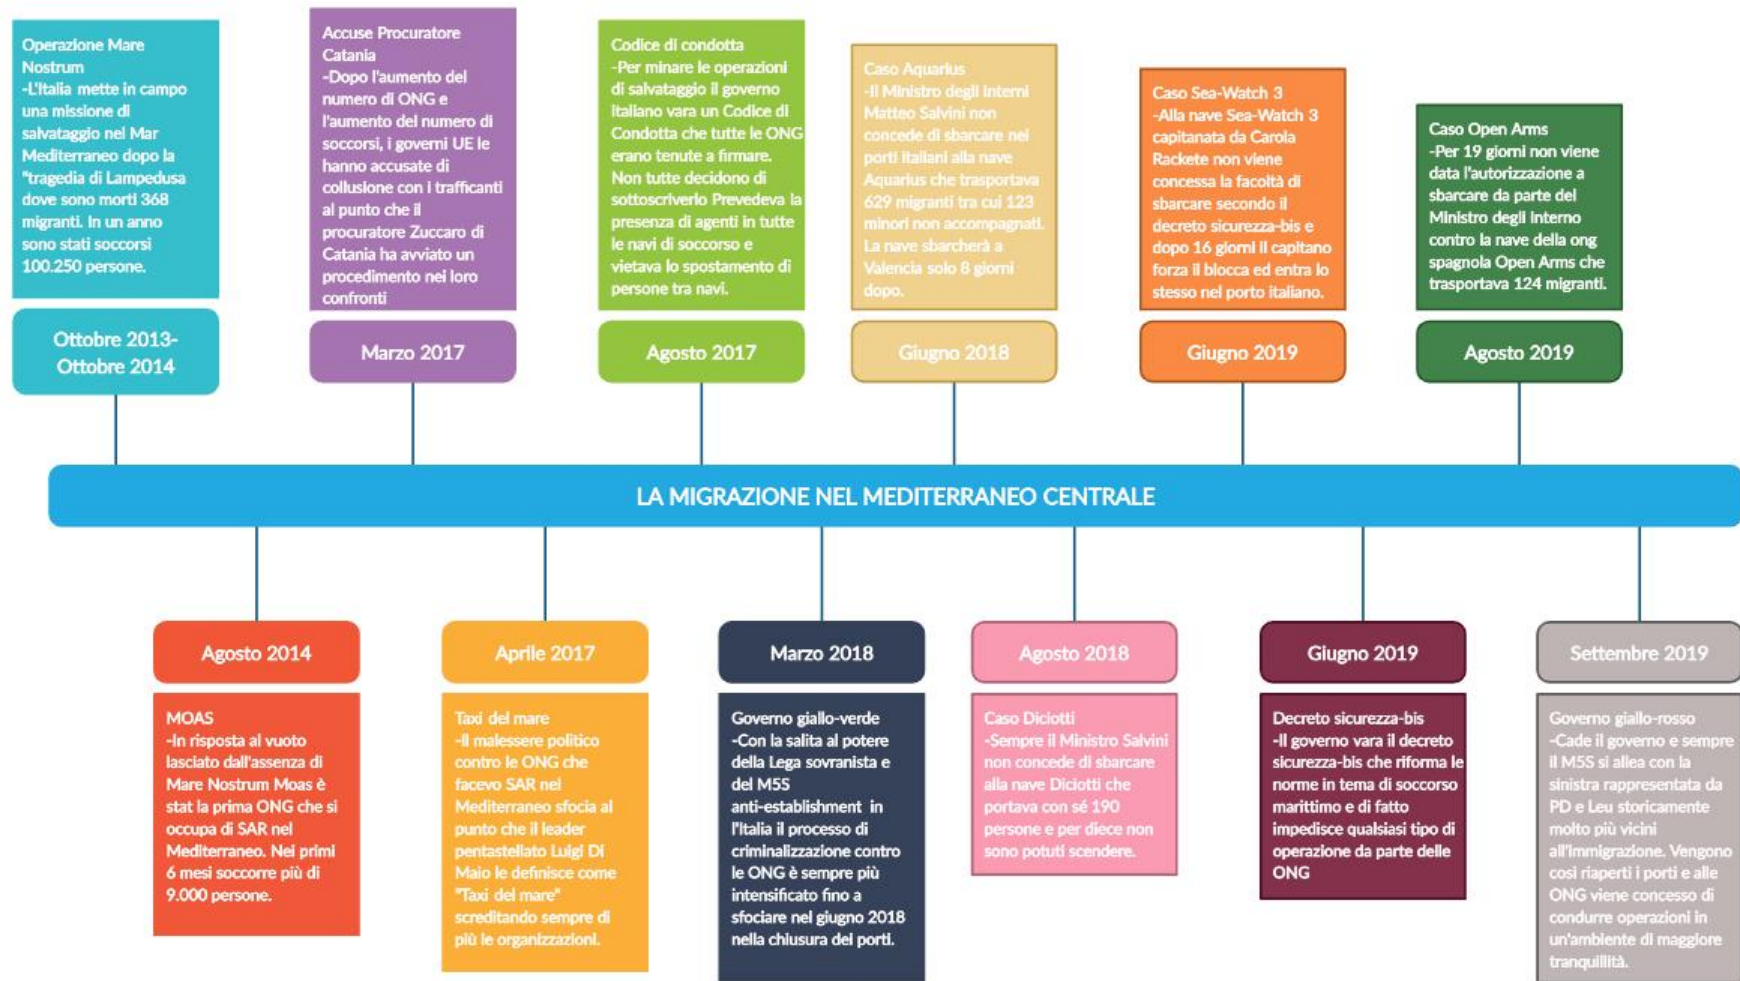 Operazione Mare
Nostrum
-L'Italia mette in campo
una missione di
salvataggio nel Mar
Mediterraneo dopo la
"tragedia di Lampedusa
dove sono morti 368
migranti. In un anno
sono stati soccorsi
100.250 persone.
Ottobre 2013-
Ottobre 2014
Accuse Procuratore
Catania
-Dopo l'aumento del
numero di ONG e
l'aumento del numero di
soccorsi, i governi UE le
hanno accusate di
collusione con i trafficanti
al punto che il
procuratore Zuccaro di
Catania ha avviato un
procedimento nei loro
confronti
Marzo 2017
Codice di condotta
-Per minare le operazioni
di salvataggio il governo
italiano vara un Codice di
Condotta che tutte le ONG
erano tenute a firmare.
Non tutte decidono di
sottoscriverlo Prevedeva la
presenza di agenti in tutte
le navi di soccorso e
vietava lo spostamento di
persone tra navi.
Agosto 2017
Caso Aquarius
-Il Ministro degli Interni
Matteo Salvini non
concede di sbarcare nei
porti italiani alla nave
Aquarius che trasportava
629 migranti tra cui 123
minori non accompagnati.
La nave sbarcherà a
Valencia solo 8 giorni
dopo.
Giugno 2018
Caso Sea-Watch 3
-Alla nave Sea-Watch 3
capitanata da Carola
Rackete non viene
concessa la facoltà di
sbarcare secondo il
decreto sicurezza-bis e
dopo 16 giorni il capitano
forza il blocca ed entra lo
stesso nel porto italiano.
Giugno 2019
Caso Open Arms
-Per 19 giorni non viene
data l'autorizzazione a
sbarcare da parte del
Ministro degli Interno
contro la nave della ong
spagnola Open Arms che
trasportava 124 migranti.
Agosto 2019
LA MIGRAZIONE NEL MEDITERRANEO CENTRALE
Agosto 2014
MOAS
-In risposta al vuoto
lasciato dall'assenza di
Mare Nostrum Moas è
stat la prima ONG che si
occupa di SAR nel
Mediterraneo. Nei primi
6 mesi soccorre più di
9.000 persone.
Aprile 2017
Taxi del mare
-Il malessere politico
contro le ONG che
facevo SAR nel
Mediterraneo sfocia al
punto che il leader
pentastellato Luigi Di
Maio le definisce come
"Taxi del mare"
screditando sempre di
più le organizzazioni.
Marzo 2018
Governo giallo-verde
-Con la salita al potere
della Lega sovranista e
del M5S
anti-establishment in
l'Italia il processo di
criminalizzazione contro
le ONG è sempre più
intensificato fino a
sfociare nel giugno 2018
nella chiusura dei porti.
Agosto 2018
Caso Diciotti
-Sempre il Ministro Salvini
non concede di sbarcare
alla nave Diciotti che
portava con sé 190
persone e per diece non
sono potuti scendere.
Giugno 2019
Decreto sicurezza-bis
-Il governo vara il decreto
sicurezza-bis che riforma le
norme in tema di soccorso
marittimo e di fatto
impedisce qualsiasi tipo di
operazione da parte delle
ONG
Settembre 2019
Governo giallo-rosso
-Cade il governo e sempre
il M5S si allea con la
sinistra rappresentata da
PD e Leu storicamente
molto più vicini
all'immigrazione. Vengono
così riaperti i porti e alle
ONG viene concesso di
condurre operazioni in
un'ambiente di maggiore
tranquillità.